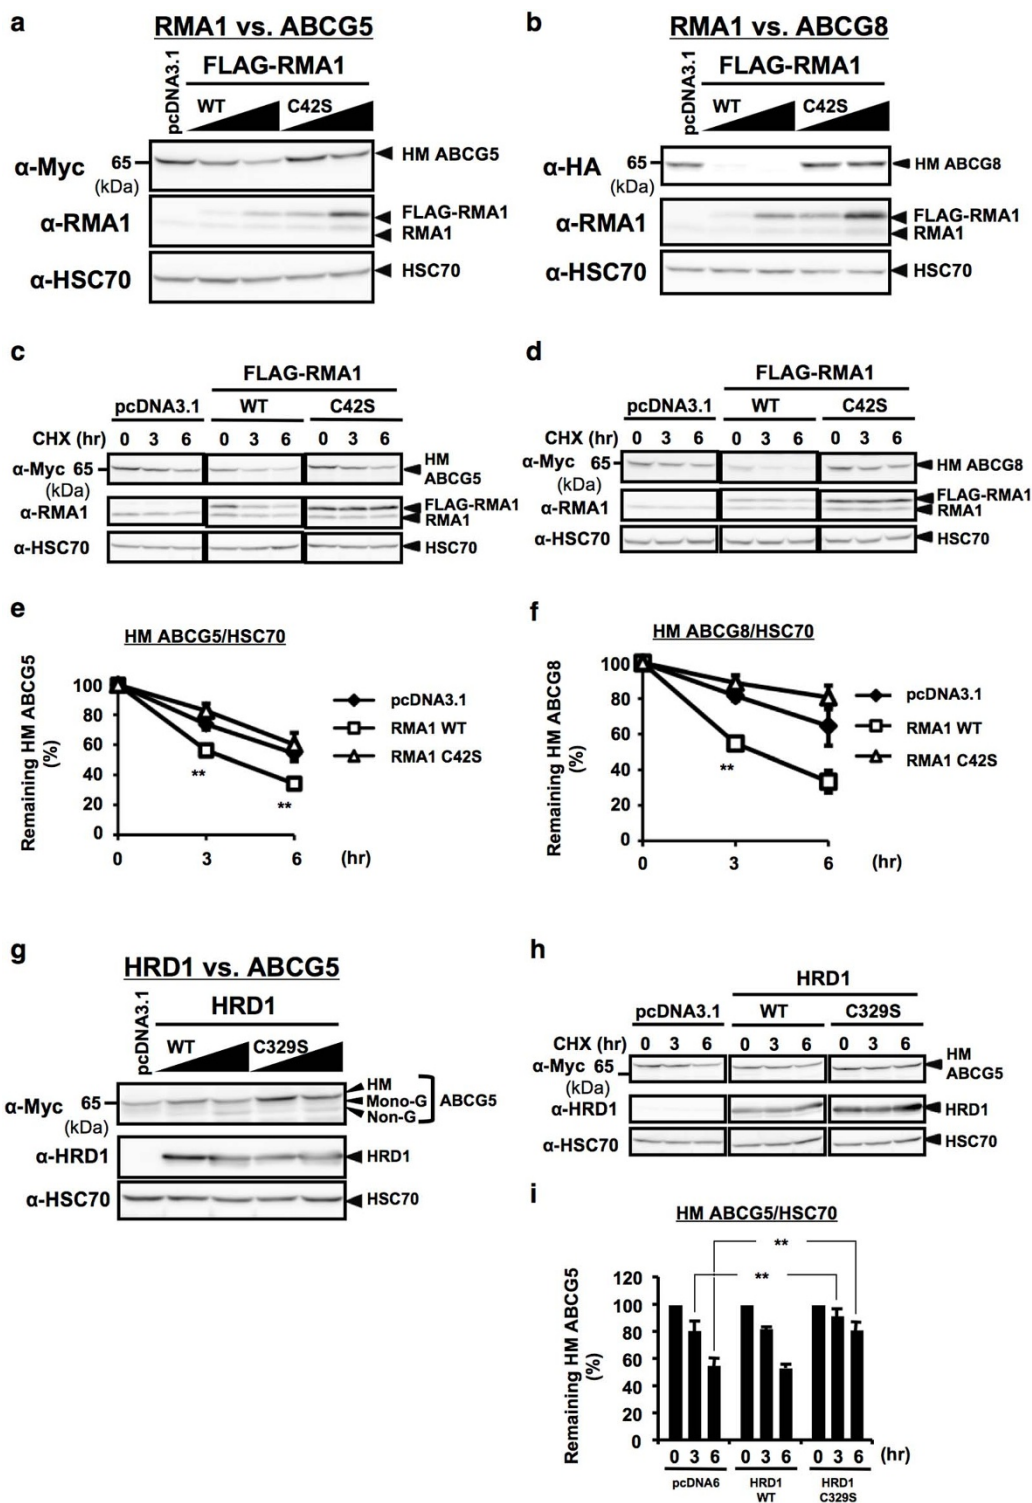 a
RMA1 vs. ABCG5
pcDNA3.1
FLAG-RMA1
WT C42S
α-Myc 65 HM ABCG5
(kDa)
α-RMA1 FLAG-RMA1
RMA1
α-HSC70 HSC70
b
RMA1 vs. ABCG8
pcDNA3.1
FLAG-RMA1
WT C42S
α-HA 65 HM ABCG8
(kDa)
α-RMA1 FLAG-RMA1
RMA1
α-HSC70 HSC70
c
FLAG-RMA1
pcDNA3.1 WT C42S
CHX (hr) 0 3 6 0 3 6 0 3 6
α-Myc 65 HM
ABCG5
(kDa)
α-RMA1 FLAG-RMA1
RMA1
α-HSC70 HSC70
d
FLAG-RMA1
pcDNA3.1 WT C42S
CHX (hr) 0 3 6 0 3 6 0 3 6
α-Myc 65 HM ABCG8
(kDa)
α-RMA1 FLAG-RMA1
RMA1
α-HSC70 HSC70
e
HM ABCG5/HSC70
Remaining HM ABCG5
(%)
100
80
60
40
20
0
** **
0 3 6 (hr)
pcDNA3.1
RMA1 WT
RMA1 C42S
f
HM ABCG8/HSC70
Remaining HM ABCG8
(%)
100
80
60
40
20
0
**
0 3 6 (hr)
pcDNA3.1
RMA1 WT
RMA1 C42S
g
HRD1 vs. ABCG5
pcDNA3.1
HRD1
WT C329S
α-Myc 65 HM
Mono-G ABCG5
Non-G
(kDa)
α-HRD1 HRD1
α-HSC70 HSC70
h
HRD1
pcDNA3.1 WT C329S
CHX (hr) 0 3 6 0 3 6 0 3 6
α-Myc 65 HM
ABCG5
(kDa)
α-HRD1 HRD1
α-HSC70 HSC70
i
HM ABCG5/HSC70
**
**
Remaining HM ABCG5
(%)
120
100
80
60
40
20
0
0 3 6 0 3 6 0 3 6 (hr)
pcDNA6 HRD1 HRD1
WT C329S